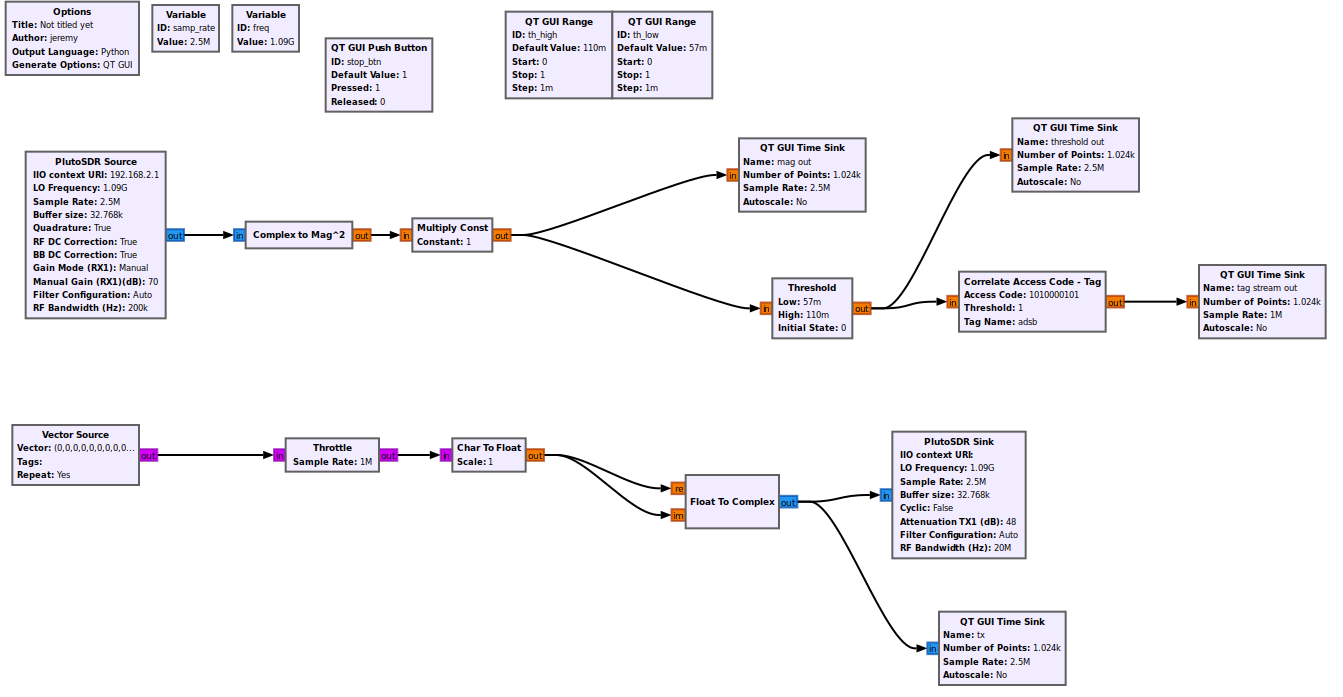 Options
Title: Not titled yet
Author: jeremy
Output Language: Python
Generate Options: QT GUI
Variable
ID: samp_rate
Value: 2.5M
Variable
ID: freq
Value: 1.09G
QT GUI Push Button
ID: stop_btn
Default Value: 1
Pressed: 1
Released: 0
QT GUI Range
ID: th_high
Default Value: 110m
Start: 0
Stop: 1
Step: 1m
QT GUI Range
ID: th_low
Default Value: 57m
Start: 0
Stop: 1
Step: 1m
PlutoSDR Source
IIO context URI: 192.168.2.1
LO Frequency: 1.09G
Sample Rate: 2.5M
Buffer size: 32.768k
Quadrature: True
RF DC Correction: True
BB DC Correction: True
Gain Mode (RX1): Manual
Manual Gain (RX1)(dB): 70
Filter Configuration: Auto
RF Bandwidth (Hz): 200k
out
in
Complex to Mag^2
out
in
Multiply Const
Constant: 1
out
in
QT GUI Time Sink
Name: mag out
Number of Points: 1.024k
Sample Rate: 2.5M
Autoscale: No
in
Threshold
Low: 57m
High: 110m
Initial State: 0
out
in
QT GUI Time Sink
Name: threshold out
Number of Points: 1.024k
Sample Rate: 2.5M
Autoscale: No
in
Correlate Access Code - Tag
Access Code: 1010000101
Threshold: 1
Tag Name: adsb
out
in
QT GUI Time Sink
Name: tag stream out
Number of Points: 1.024k
Sample Rate: 1M
Autoscale: No
Vector Source
Vector: (0,0,0,0,0,0,0,0,0...
Tags:
Repeat: Yes
out
in
Throttle
Sample Rate: 1M
out
in
Char To Float
Scale: 1
out
re
im
Float To Complex
out
in
PlutoSDR Sink
IIO context URI:
LO Frequency: 1.09G
Sample Rate: 2.5M
Buffer size: 32.768k
Cyclic: False
Attenuation TX1 (dB): 48
Filter Configuration: Auto
RF Bandwidth (Hz): 20M
in
QT GUI Time Sink
Name: tx
Number of Points: 1.024k
Sample Rate: 2.5M
Autoscale: No